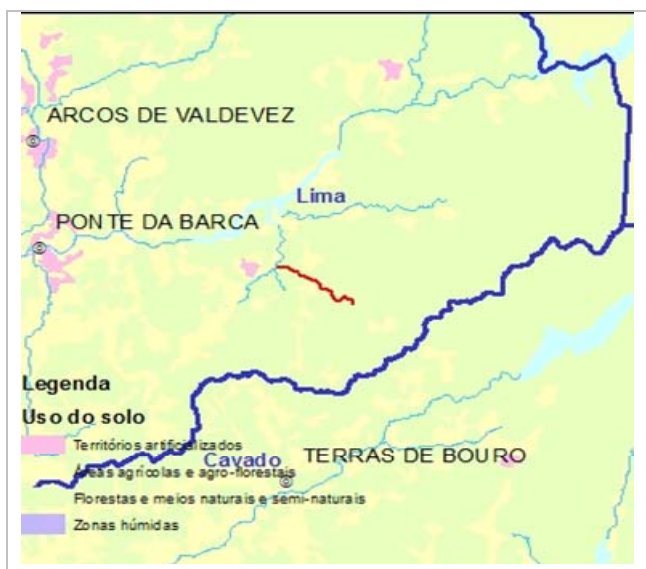 ARCOS DE VALDEVEZ
Lima
PONTE DA BARCA
Legenda
Uso do solo
Territórios artificializados
Cavado
TERRAS DE BOURO
Áreas agrícolas e agro-florestais
Florestas e meios naturais e semi-naturais
Zonas húmidas